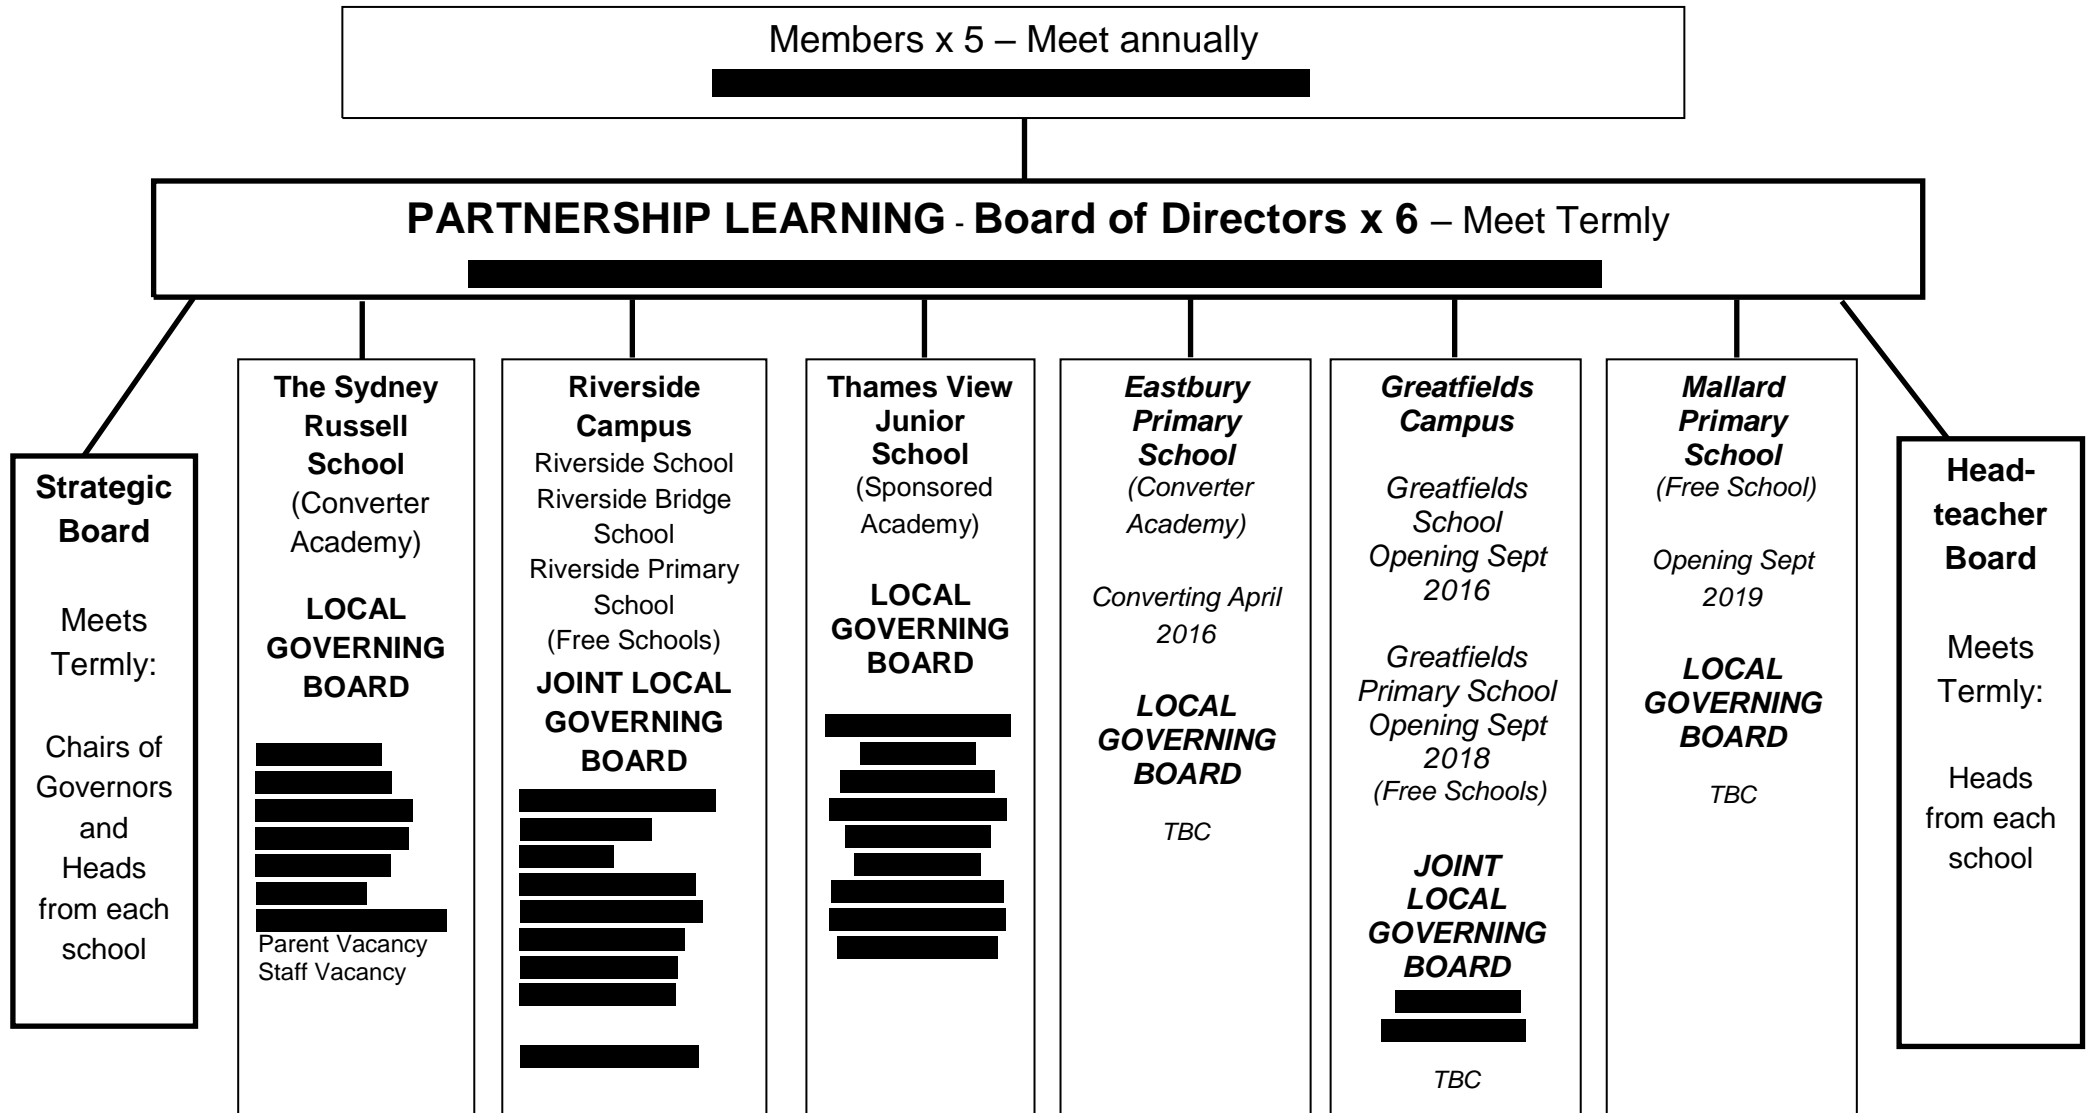 Members x 5 – Meet annually
PARTNERSHIP LEARNING - Board of Directors x 6 – Meet Termly
Strategic
Board
Meets
Termly:
Chairs of
Governors
and
Heads
from each
school
The Sydney
Russell
School
(Converter
Academy)
LOCAL
GOVERNING
BOARD
Parent Vacancy
Staff Vacancy
Riverside
Campus
Riverside School
Riverside Bridge
School
Riverside Primary
School
(Free Schools)
JOINT LOCAL
GOVERNING
BOARD
Thames View
Junior
School
(Sponsored
Academy)
LOCAL
GOVERNING
BOARD
Eastbury
Primary
School
(Converter
Academy)
Converting April
2016
LOCAL
GOVERNING
BOARD
TBC
Greatfields
Campus
Greatfields
School
Opening Sept
2016
Greatfields
Primary School
Opening Sept
2018
(Free Schools)
JOINT
LOCAL
GOVERNING
BOARD
TBC
Mallard
Primary
School
(Free School)
Opening Sept
2019
LOCAL
GOVERNING
BOARD
TBC
Head-
teacher
Board
Meets
Termly:
Heads
from each
school